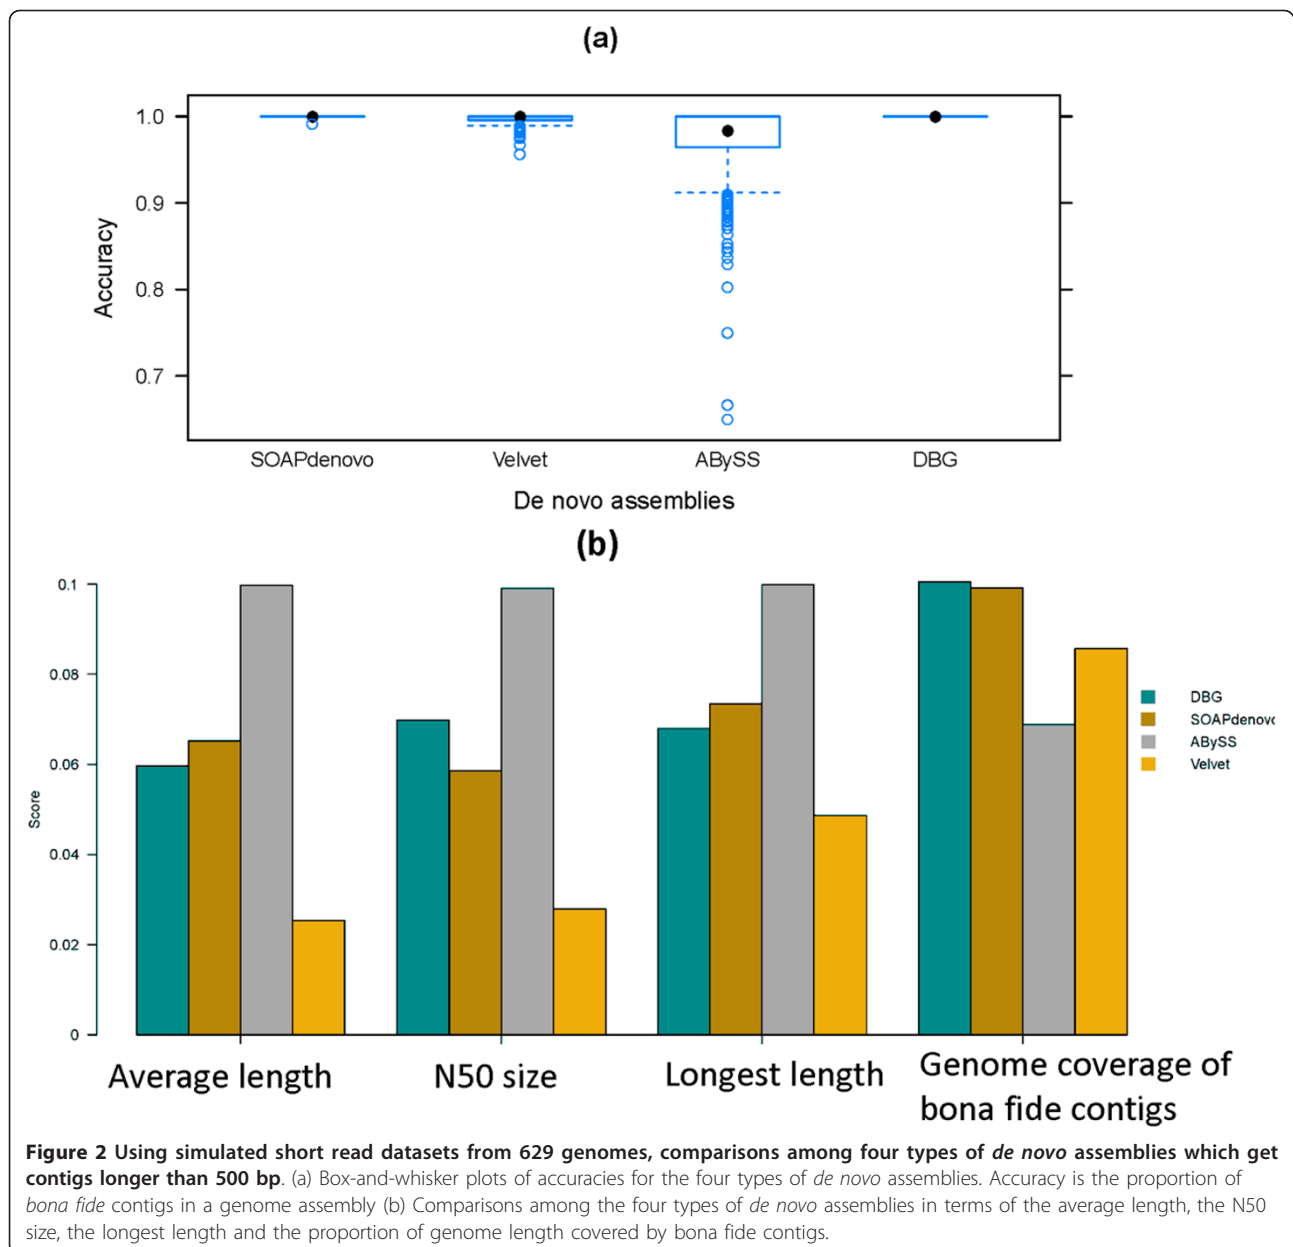 (a)
1.0
0.9
0.8
0.7
Accuracy
SOAPdenovo
Velvet
ABySS
DBG
De novo assemblies
(b)
0.1
0.08
0.06
0.04
0.02
0
Score
DBG
SOAPdenovo
ABySS
Velvet
Average length
N50 size
Longest length
Genome coverage of
bona fide contigs
Figure 2 Using simulated short read datasets from 629 genomes, comparisons among four types of de novo assemblies which get
contigs longer than 500 bp. (a) Box-and-whisker plots of accuracies for the four types of de novo assemblies. Accuracy is the proportion of
bona fide contigs in a genome assembly (b) Comparisons among the four types of de novo assemblies in terms of the average length, the N50
size, the longest length and the proportion of genome length covered by bona fide contigs.